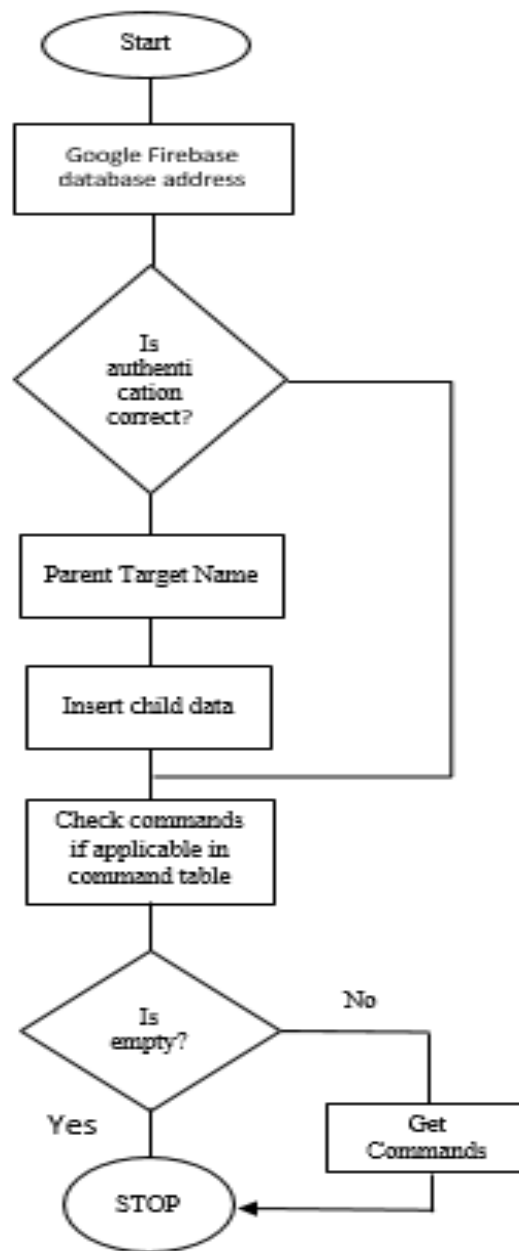 Start
Google Firebase
database address
Is
authenti
cation
correct?
Parent Target Name
Insert child data
Check commands
if applicable in
command table
Is
empty?
No
Yes
Get
Commands
STOP